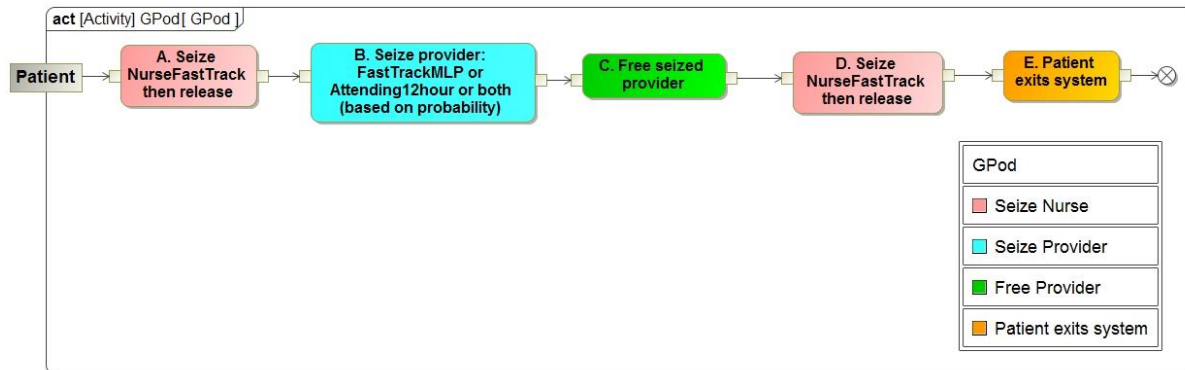 act [Activity] GPod[ GPod ]
Patient
A. Seize
NurseFastTrack
then release
B. Seize provider:
FastTrackMLP or
Attending12hour or both
(based on probability)
C. Free seized
provider
D. Seize
NurseFastTrack
then release
E. Patient
exits system
GPod
Seize Nurse
Seize Provider
Free Provider
Patient exits system